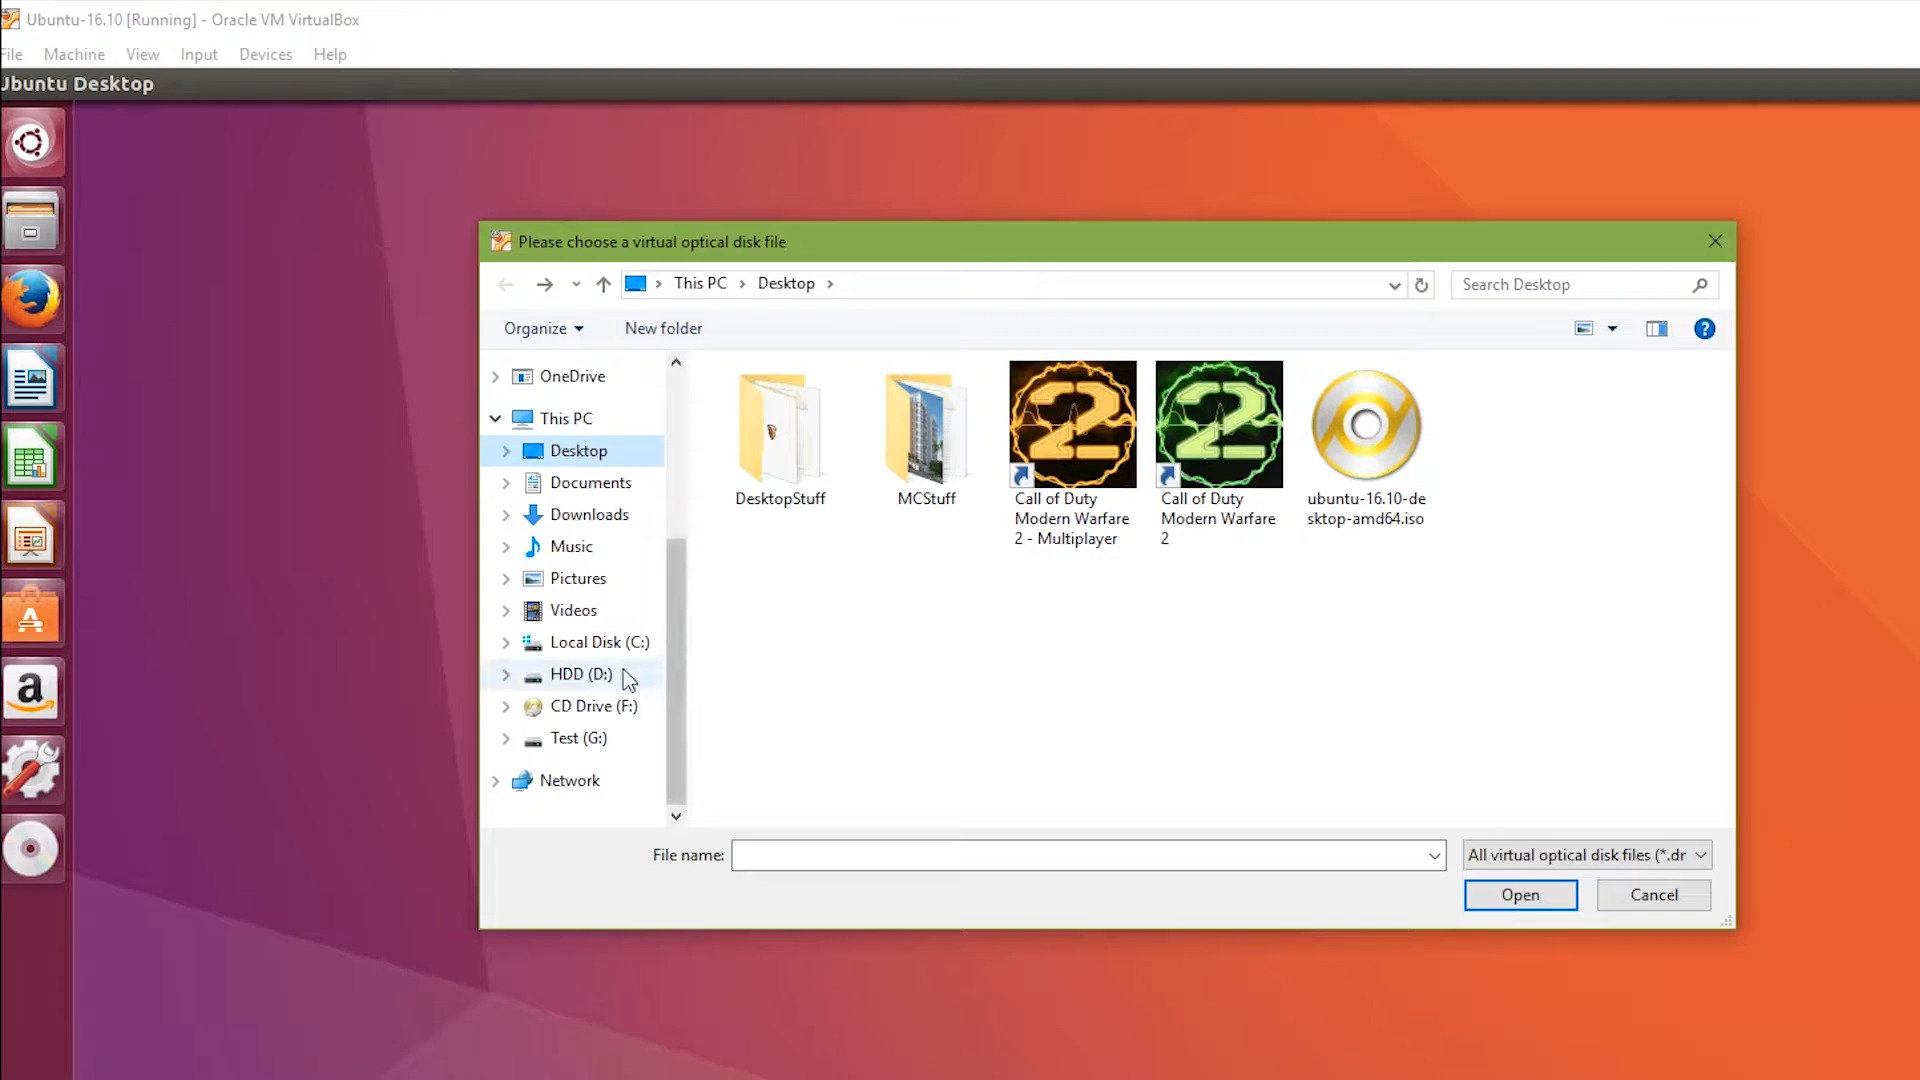 Ubuntu-16.10 [Running] - Oracle VM VirtualBox
File Machine View Input Devices Help
Ubuntu Desktop
Please choose a virtual optical disk file
This PC > Desktop >
Search Desktop
Organize
New folder
OneDrive
This PC
Desktop
Documents
Downloads
Music
Pictures
Videos
Local Disk (C:)
HDD (D:)
CD Drive (F:)
Test (G:)
Network
DesktopStuff
MCStuff
Call of Duty
Modern Warfare
2 - Multiplayer
Call of Duty
Modern Warfare
2
ubuntu-16.10-de
sktop-amd64.iso
File name:
All virtual optical disk files (*.dr
Open
Cancel